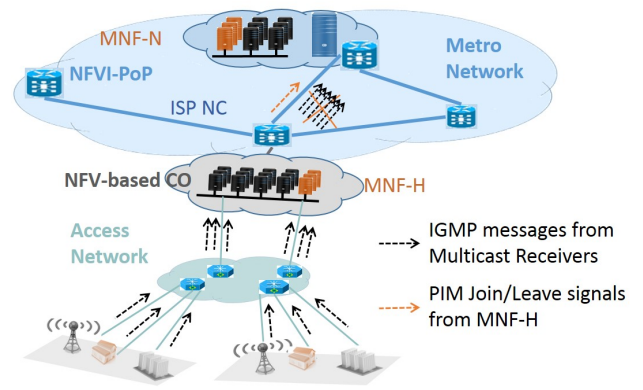 MNF-N
Metro
Network
NFVI-PoP
ISP NC
NFV-based CO
MNF-H
Access
Network
IGMP messages from
Multicast Receivers
PIM Join/Leave signals
from MNF-H